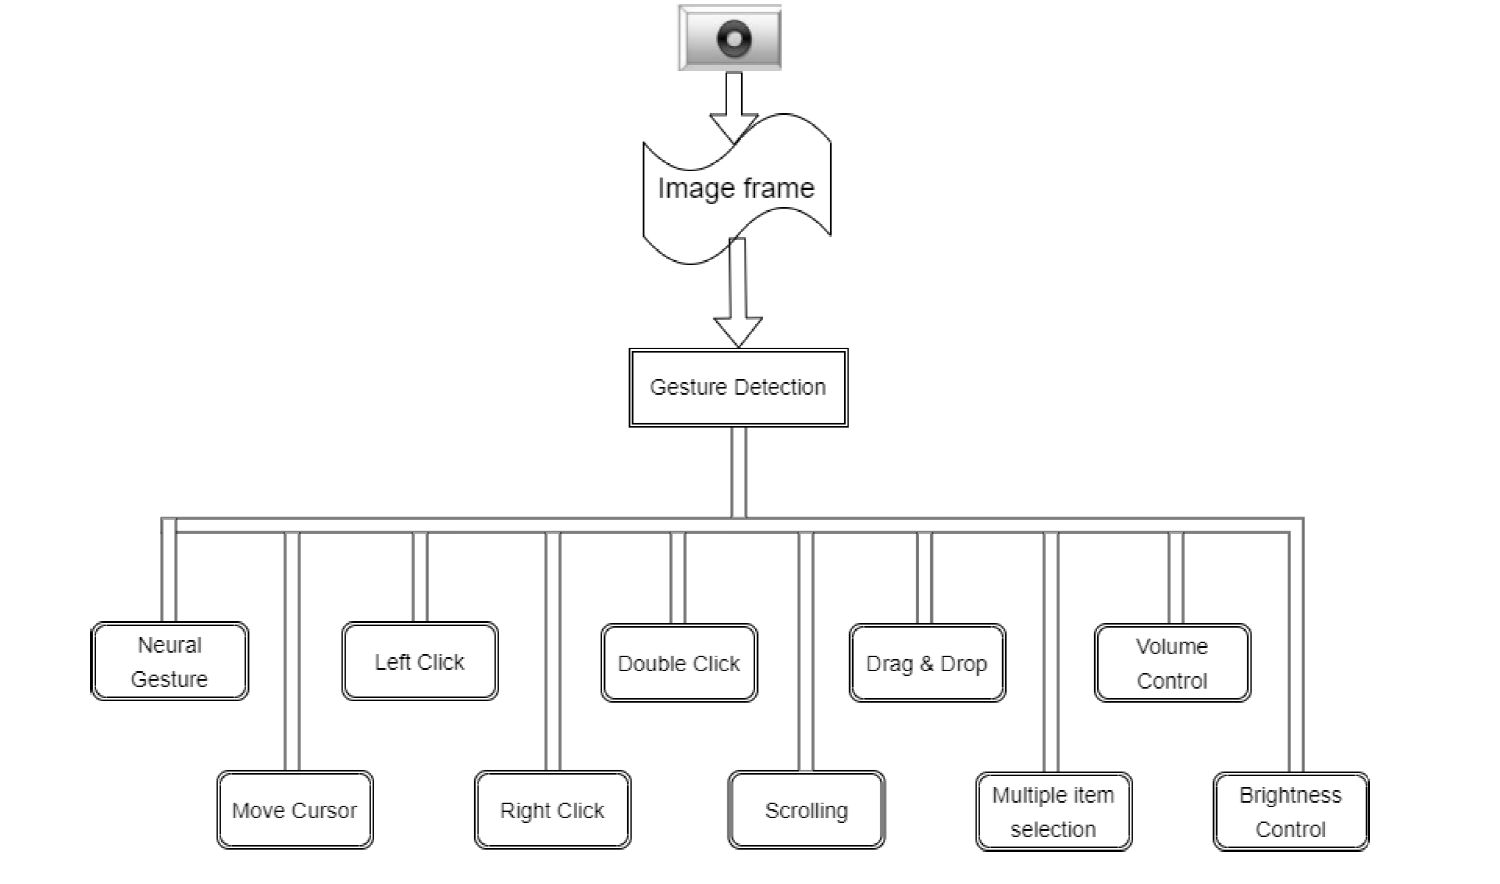 Image frame
Gesture Detection
Neural
Gesture
Left Click
Double Click
Drag & Drop
Volume
Control
Move Cursor
Right Click
Scrolling
Multiple item
selection
Brightness
Control